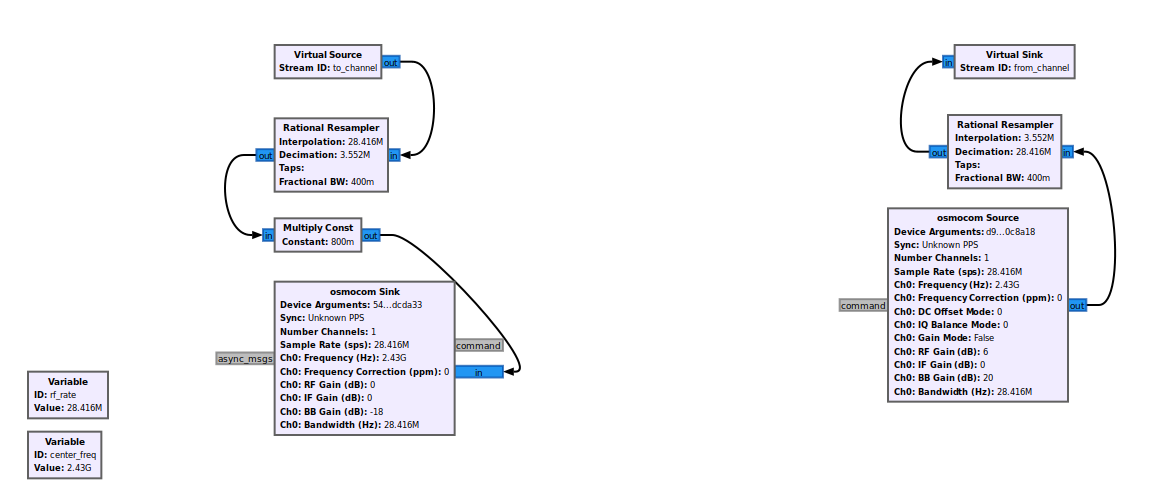 Virtual Source
Stream ID: to_channel
out
Rational Resampler
Interpolation: 28.416M
Decimation: 3.552M
Taps:
Fractional BW: 400m
out
in
Multiply Const
Constant: 800m
in
out
osmocom Sink
Device Arguments: 54...dcda33
Sync: Unknown PPS
Number Channels: 1
Sample Rate (sps): 28.416M
Ch0: Frequency (Hz): 2.43G
Ch0: Frequency Correction (ppm): 0
Ch0: RF Gain (dB): 0
Ch0: IF Gain (dB): 0
Ch0: BB Gain (dB): -18
Ch0: Bandwidth (Hz): 28.416M
async_msgs
command
in
Variable
ID: rf_rate
Value: 28.416M
Variable
ID: center_freq
Value: 2.43G
Virtual Sink
Stream ID: from_channel
in
Rational Resampler
Interpolation: 3.552M
Decimation: 28.416M
Taps:
Fractional BW: 400m
out
in
osmocom Source
Device Arguments: d9...0c8a18
Sync: Unknown PPS
Number Channels: 1
Sample Rate (sps): 28.416M
Ch0: Frequency (Hz): 2.43G
Ch0: Frequency Correction (ppm): 0
Ch0: DC Offset Mode: 0
Ch0: IQ Balance Mode: 0
Ch0: Gain Mode: False
Ch0: RF Gain (dB): 6
Ch0: IF Gain (dB): 0
Ch0: BB Gain (dB): 20
Ch0: Bandwidth (Hz): 28.416M
command
out